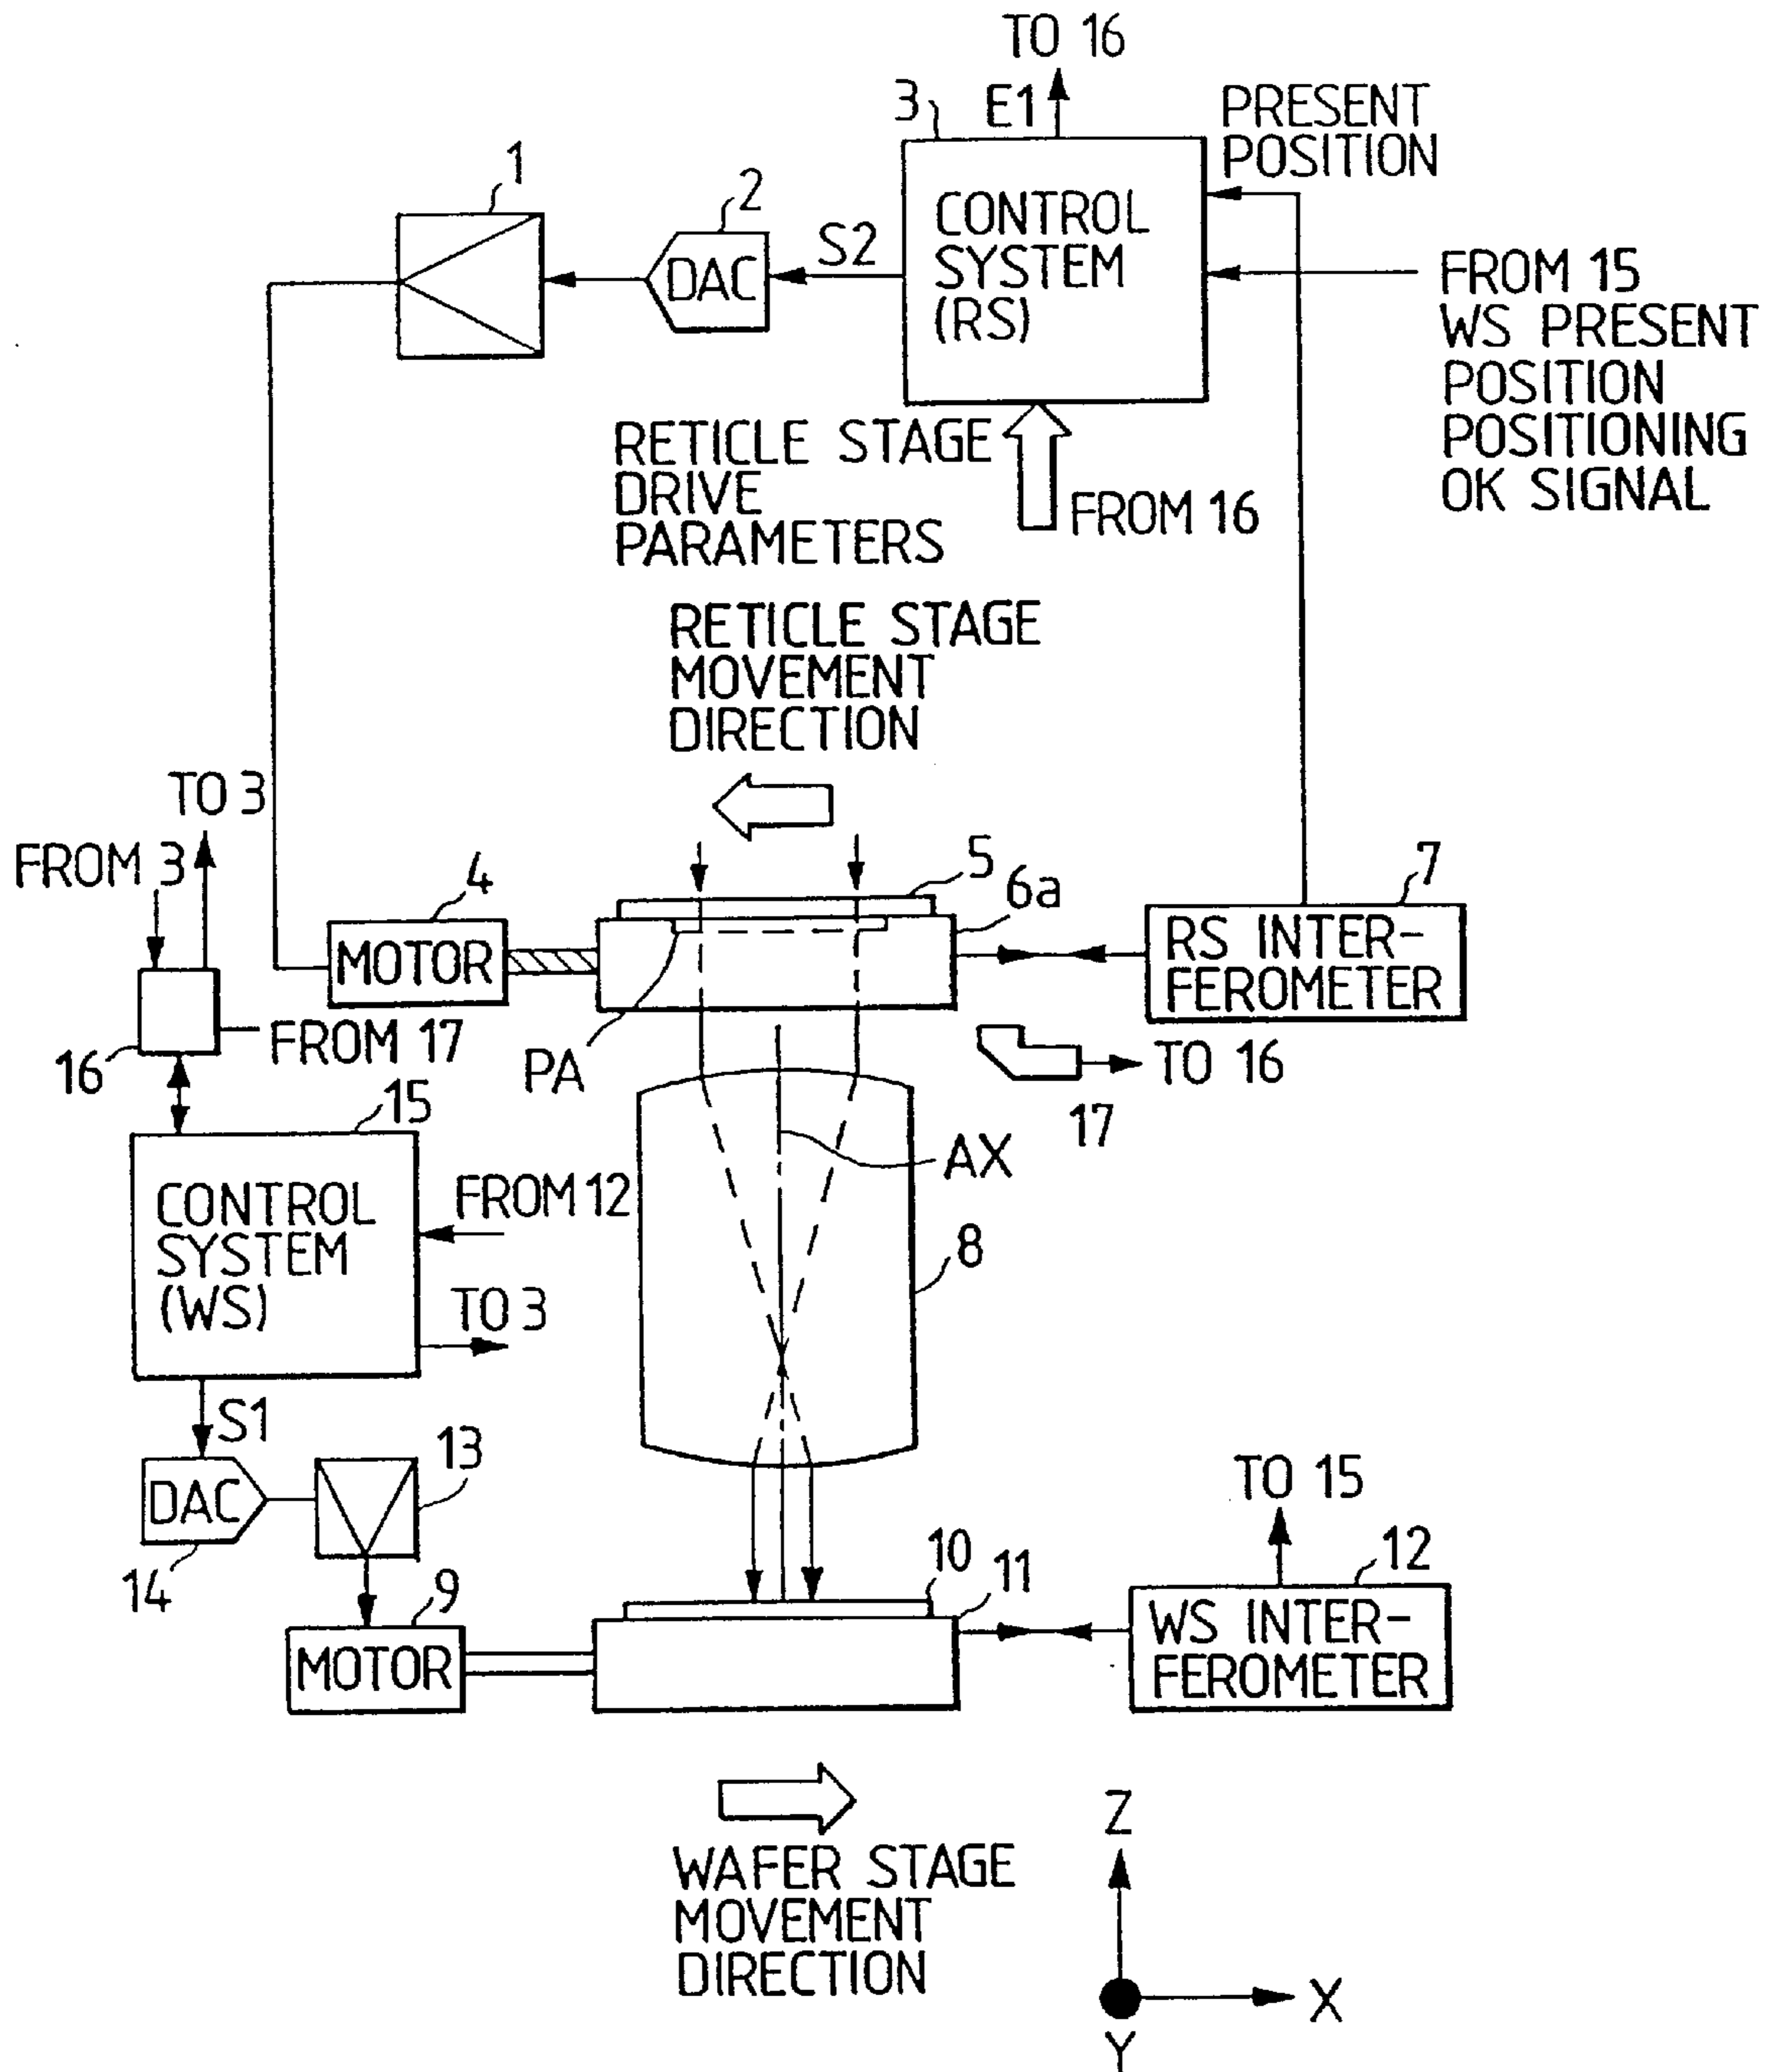 TO 16
3
E1
PRESENT
POSITION
1
2
DAC
S2
CONTROL
SYSTEM
(RS)
FROM 15
WS PRESENT
POSITION
POSITIONING
OK SIGNAL
RETICLE STAGE
DRIVE
PARAMETERS
FROM 16
RETICLE STAGE
MOVEMENT
DIRECTION
TO 3
FROM 3
4
MOTOR
5
6a
7
RS INTER-
FEROMETER
16
FROM 17
PA
TO 16
17
15
CONTROL
SYSTEM
(WS)
FROM 12
TO 3
AX
8
S1
DAC
14
13
9
MOTOR
10
11
TO 15
12
WS INTER-
FEROMETER
WAFER STAGE
MOVEMENT
DIRECTION
Z
X
Y